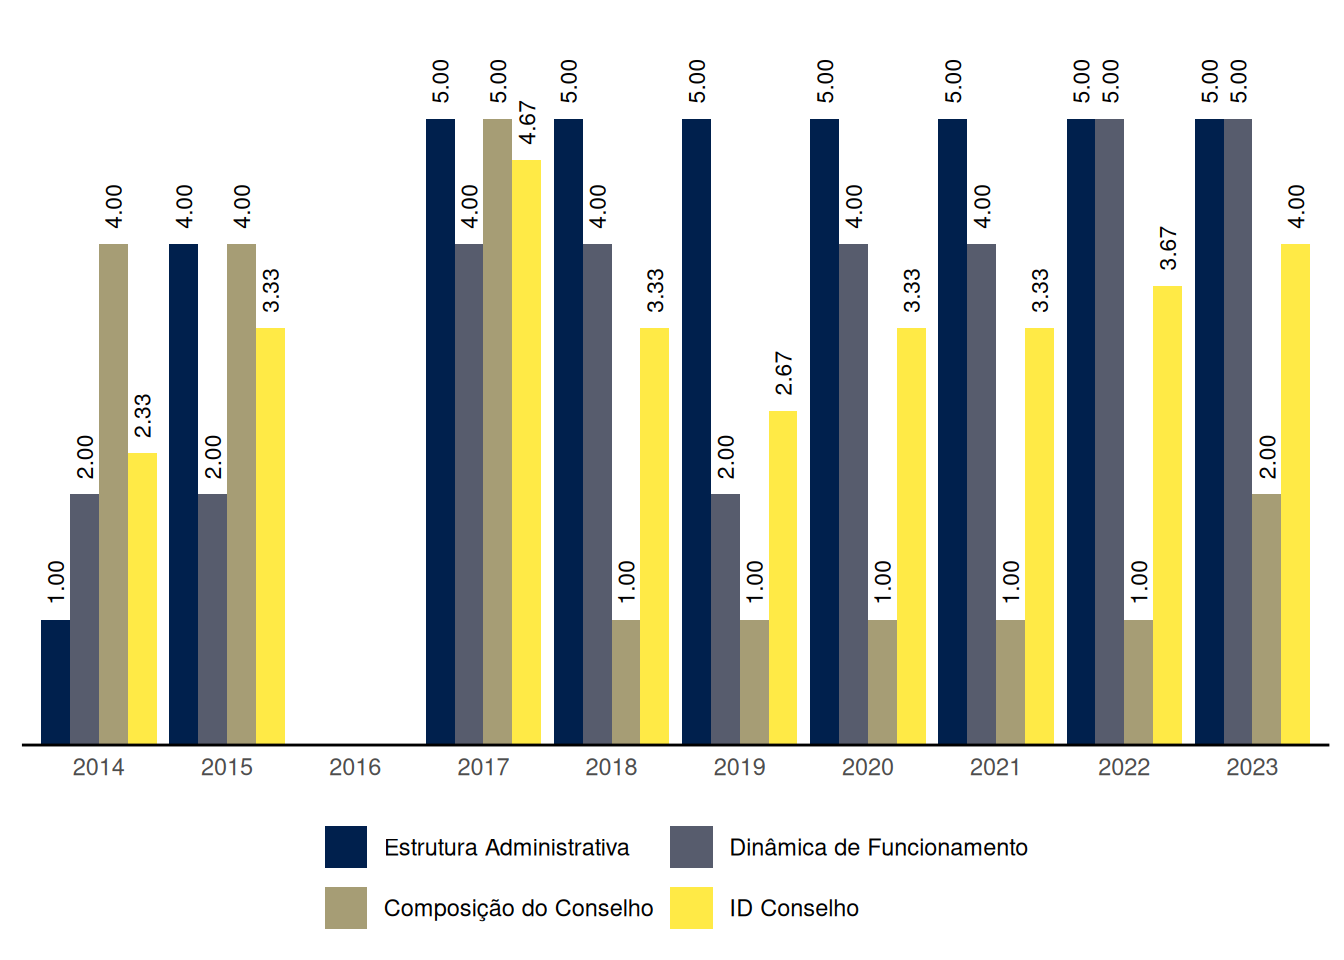 5.00 5.00 5.00 5.00 5.00 5.00 5.00 5.00 5.00 5.00
4.67
4.00 4.00 4.00 4.00 4.00 4.00 4.00 4.00
3.67
3.33 3.33 3.33 3.33
2.67
2.33
2.00 2.00 2.00 2.00
1.00 1.00 1.00 1.00 1.00 1.00
2014 2015 2016 2017 2018 2019 2020 2021 2022 2023
Estrutura Administrativa Dinâmica de Funcionamento
Composição do Conselho ID Conselho